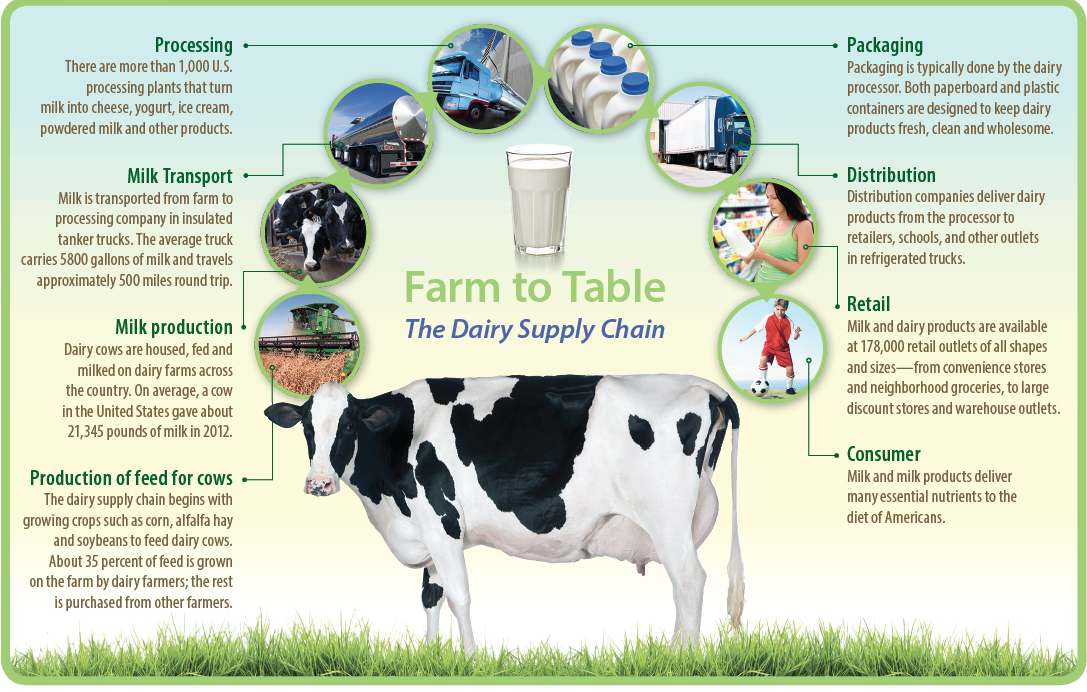 Processing
There are more than 1,000 U.S.
processing plants that turn
milk into cheese, yogurt, ice cream,
powdered milk and other products.
Milk Transport
Milk is transported from farm to
processing company in insulated
tanker trucks. The average truck
carries 5800 gallons of milk and travels
approximately 500 miles round trip.
Milk production
Dairy cows are housed, fed and
milked on dairy farms across
the country. On average, a cow
in the United States gave about
21,345 pounds of milk in 2012.
Production of feed for cows
The dairy supply chain begins with
growing crops such as corn, alfalfa hay
and soybeans to feed dairy cows.
About 35 percent of feed is grown
on the farm by dairy farmers; the rest
is purchased from other farmers.
Farm to Table
The Dairy Supply Chain
Packaging
Packaging is typically done by the dairy
processor. Both paperboard and plastic
containers are designed to keep dairy
products fresh, clean and wholesome.
Distribution
Distribution companies deliver dairy
products from the processor to
retailers, schools, and other outlets
in refrigerated trucks.
Retail
Milk and dairy products are available
at 178,000 retail outlets of all shapes
and sizes—from convenience stores
and neighborhood groceries, to large
discount stores and warehouse outlets.
Consumer
Milk and milk products deliver
many essential nutrients to the
diet of Americans.